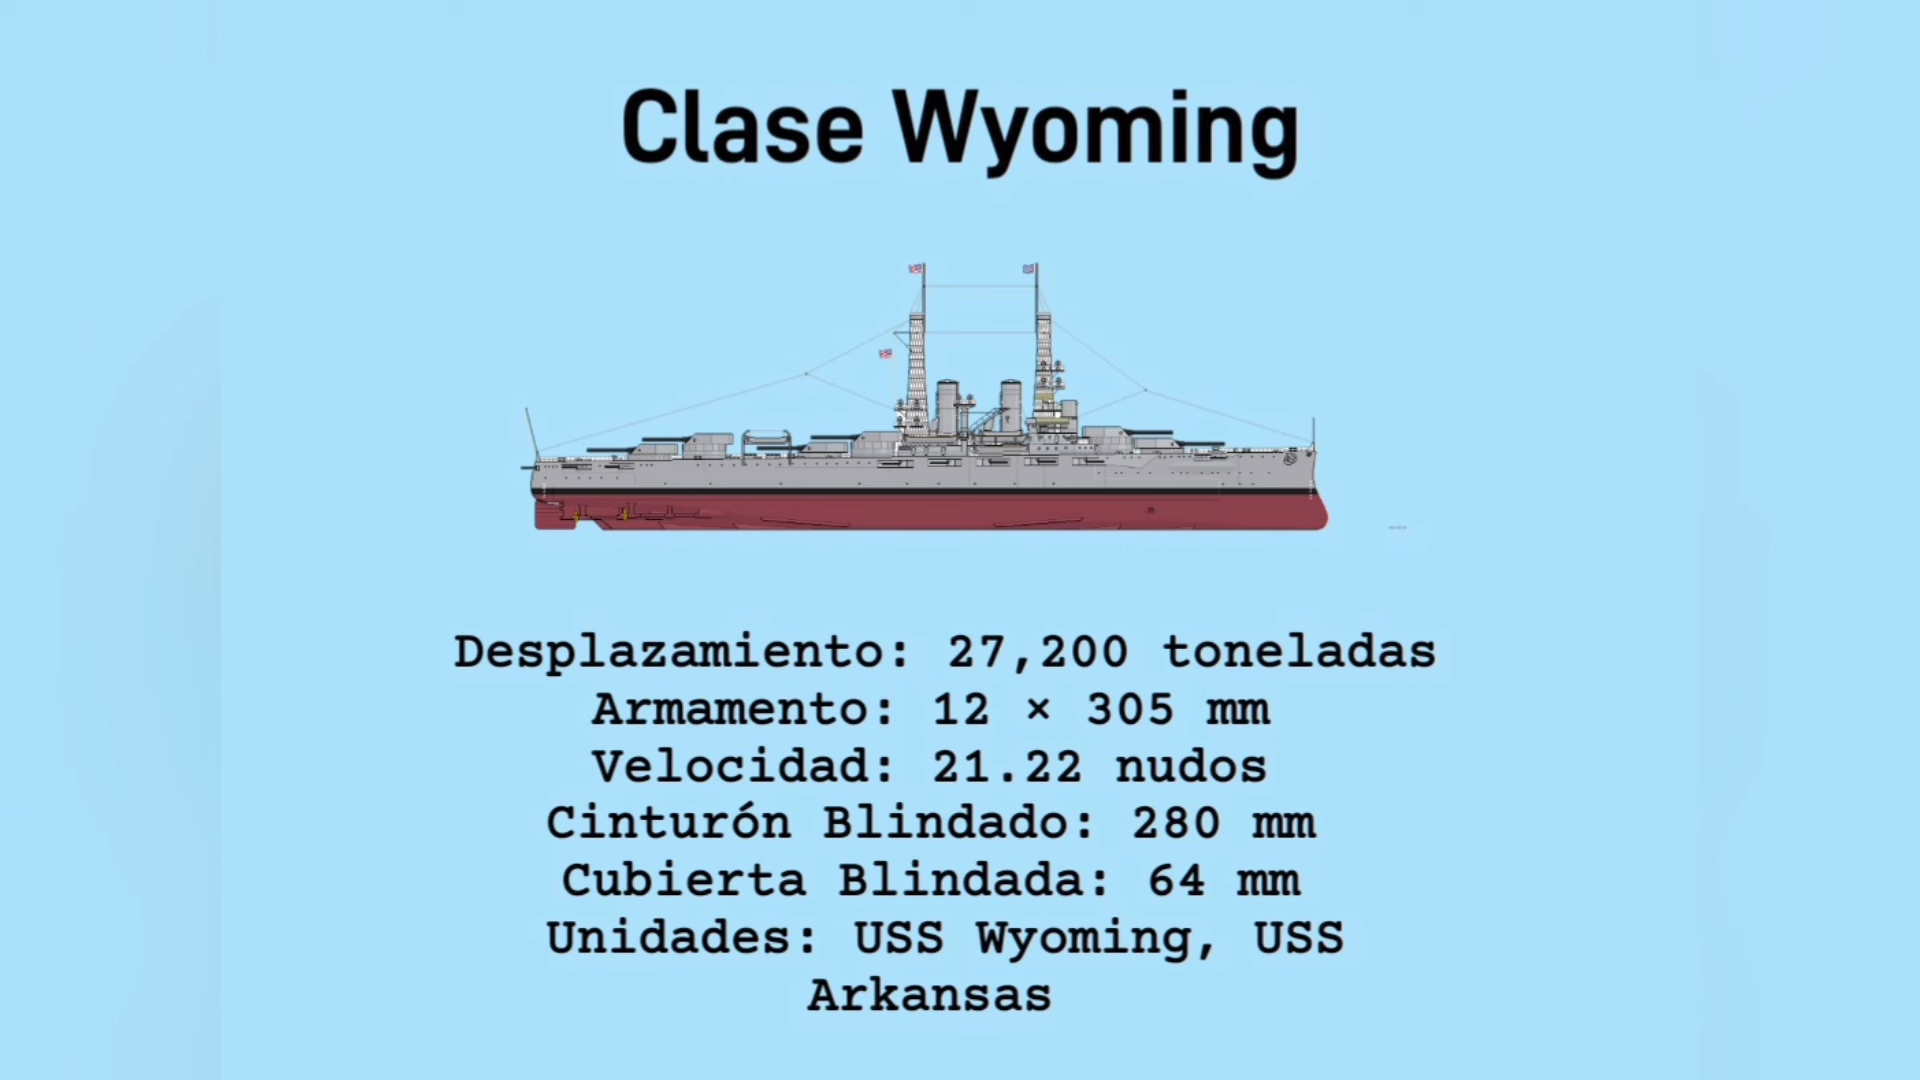 Clase Wyoming
Desplazamiento: 27,200 toneladas
Armamento: 12 × 305 mm
Velocidad: 21.22 nudos
Cinturón Blindado: 280 mm
Cubierta Blindada: 64 mm
Unidades: USS Wyoming, USS
Arkansas